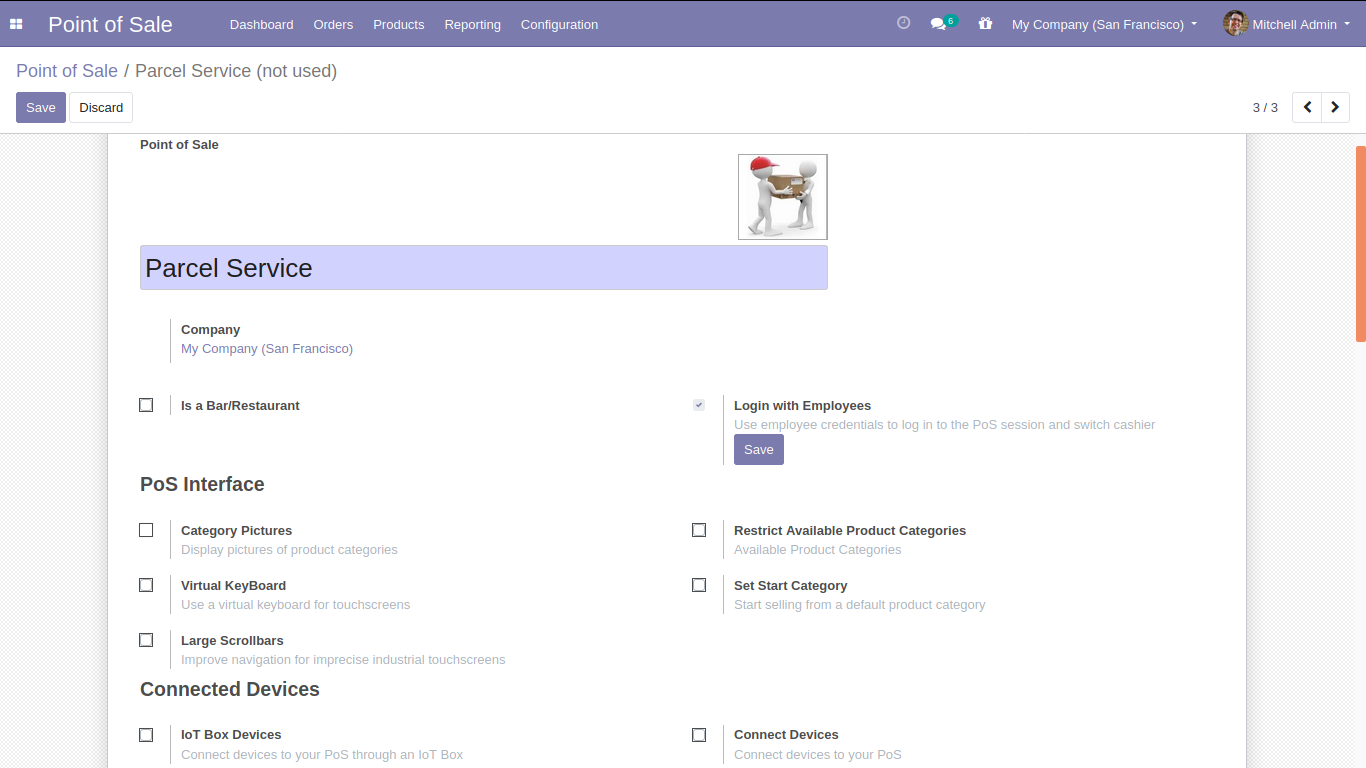 Point of Sale Dashboard Orders Products Reporting Configuration 6 My Company (San Francisco) Mitchell Admin
Point of Sale / Parcel Service (not used)
Save Discard 3 / 3
Point of Sale
Parcel Service
Company
My Company (San Francisco)
Is a Bar/Restaurant
Login with Employees
Use employee credentials to log in to the PoS session and switch cashier
Save
PoS Interface
Category Pictures
Display pictures of product categories
Restrict Available Product Categories
Available Product Categories
Virtual KeyBoard
Use a virtual keyboard for touchscreens
Set Start Category
Start selling from a default product category
Large Scrollbars
Improve navigation for imprecise industrial touchscreens
Connected Devices
IoT Box Devices
Connect devices to your PoS through an IoT Box
Connect Devices
Connect devices to your PoS